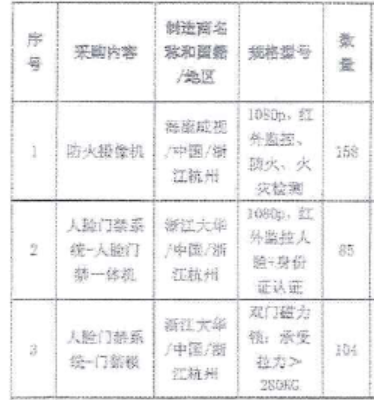 序号
采购内容
制造商名称和国籍/地区
规格型号
数量
1
防火摄像机
海康威视/中国/浙江杭州
1080p,红外监控、防火、火灾检测
158
2
人脸门禁系统-人脸门禁一体机
浙江大华/中国/浙江杭州
1080p,红外监控人脸+身份证认证
85
3
人脸门禁系统-门禁锁
浙江大华/中国/浙江杭州
双门磁力锁:承受拉力>280KG
104